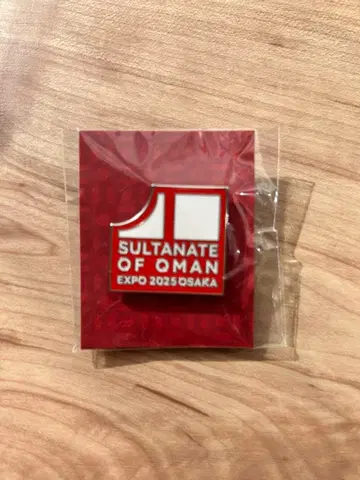 SULTANATE
OF OMAN
EXPO 2025 OSAKA